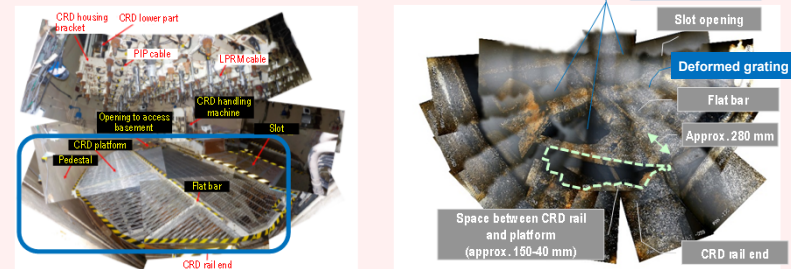 CRD housing
bracket
CRD lower part
PIP cable
LPRM cable
CRD handling
machine
Opening to access
basement
Slot
CRD platform
Pedestal
Flat bar
CRD rail end
Slot opening
Deformed grating
Flat bar
Approx. 280 mm
Space between CRD rail
and platform
(approx. 150-40 mm)
CRD rail end